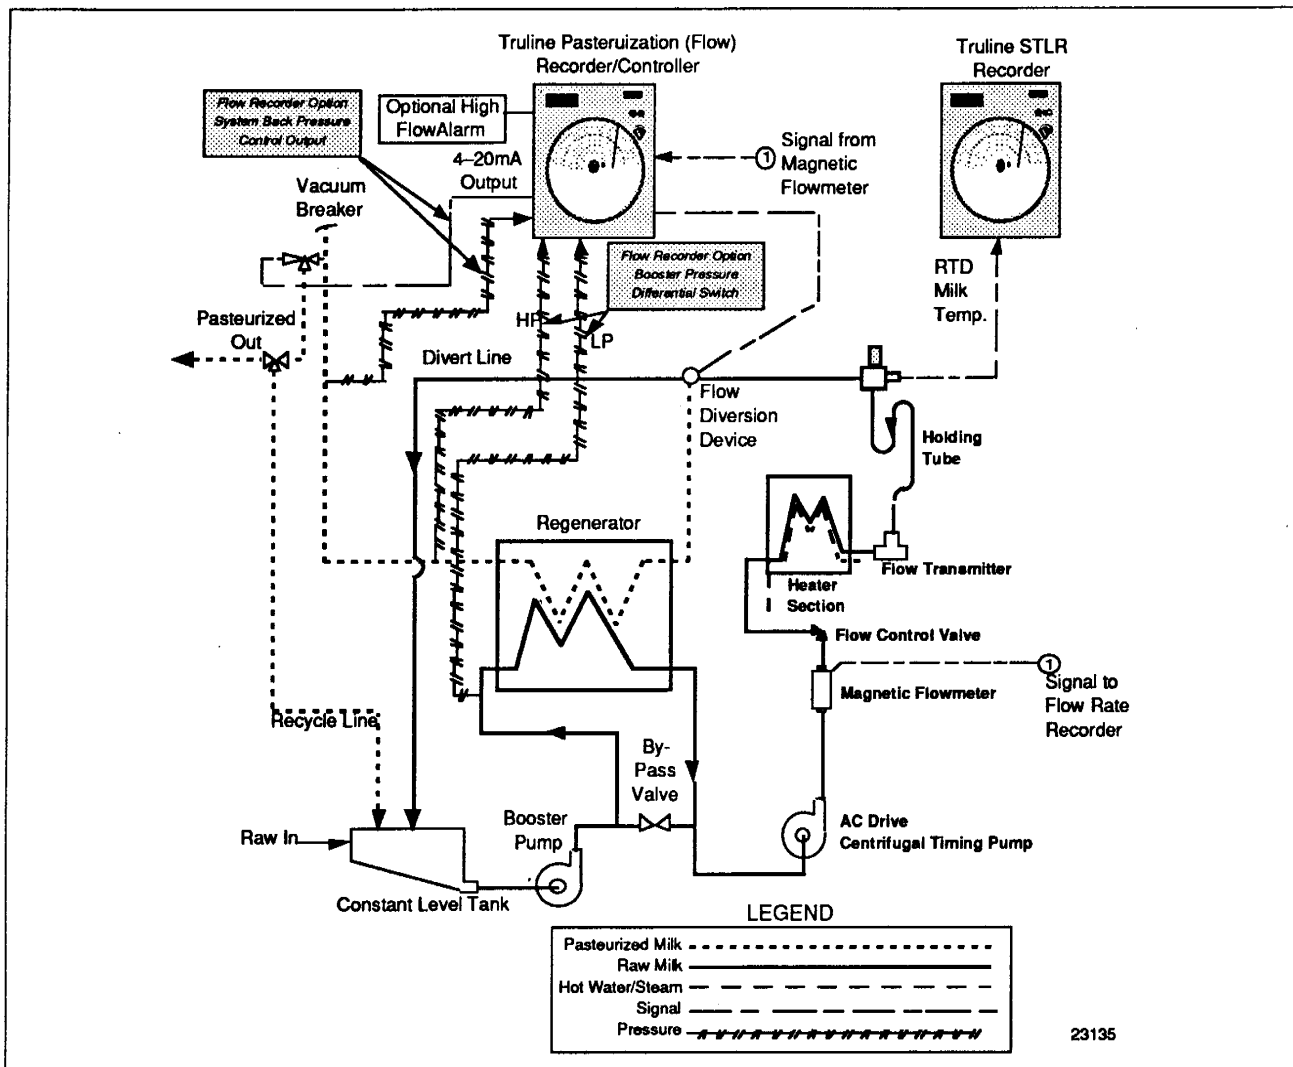 Truline Pasteruization (Flow)
Recorder/Controller
Truline STLR
Recorder
Flow Recorder Option
System Back Pressure
Control Output
Optional High
FlowAlarm
4–20mA
Output
1
Signal from
Magnetic
Flowmeter
Vacuum
Breaker
Flow Recorder Option
Booster Pressure
Differential Switch
RTD
Milk
Temp.
HP
LP
Pasteurized
Out
Divert Line
Flow
Diversion
Device
Holding
Tube
Regenerator
Flow Transmitter
Heater
Section
Flow Control Valve
1
Magnetic Flowmeter
Signal to
Flow Rate
Recorder
Recycle Line
By-
Pass
Valve
Booster
Pump
Raw In
AC Drive
Centrifugal Timing Pump
Constant Level Tank
LEGEND
Pasteurized Milk
Raw Milk
Hot Water/Steam
Signal
Pressure
23135